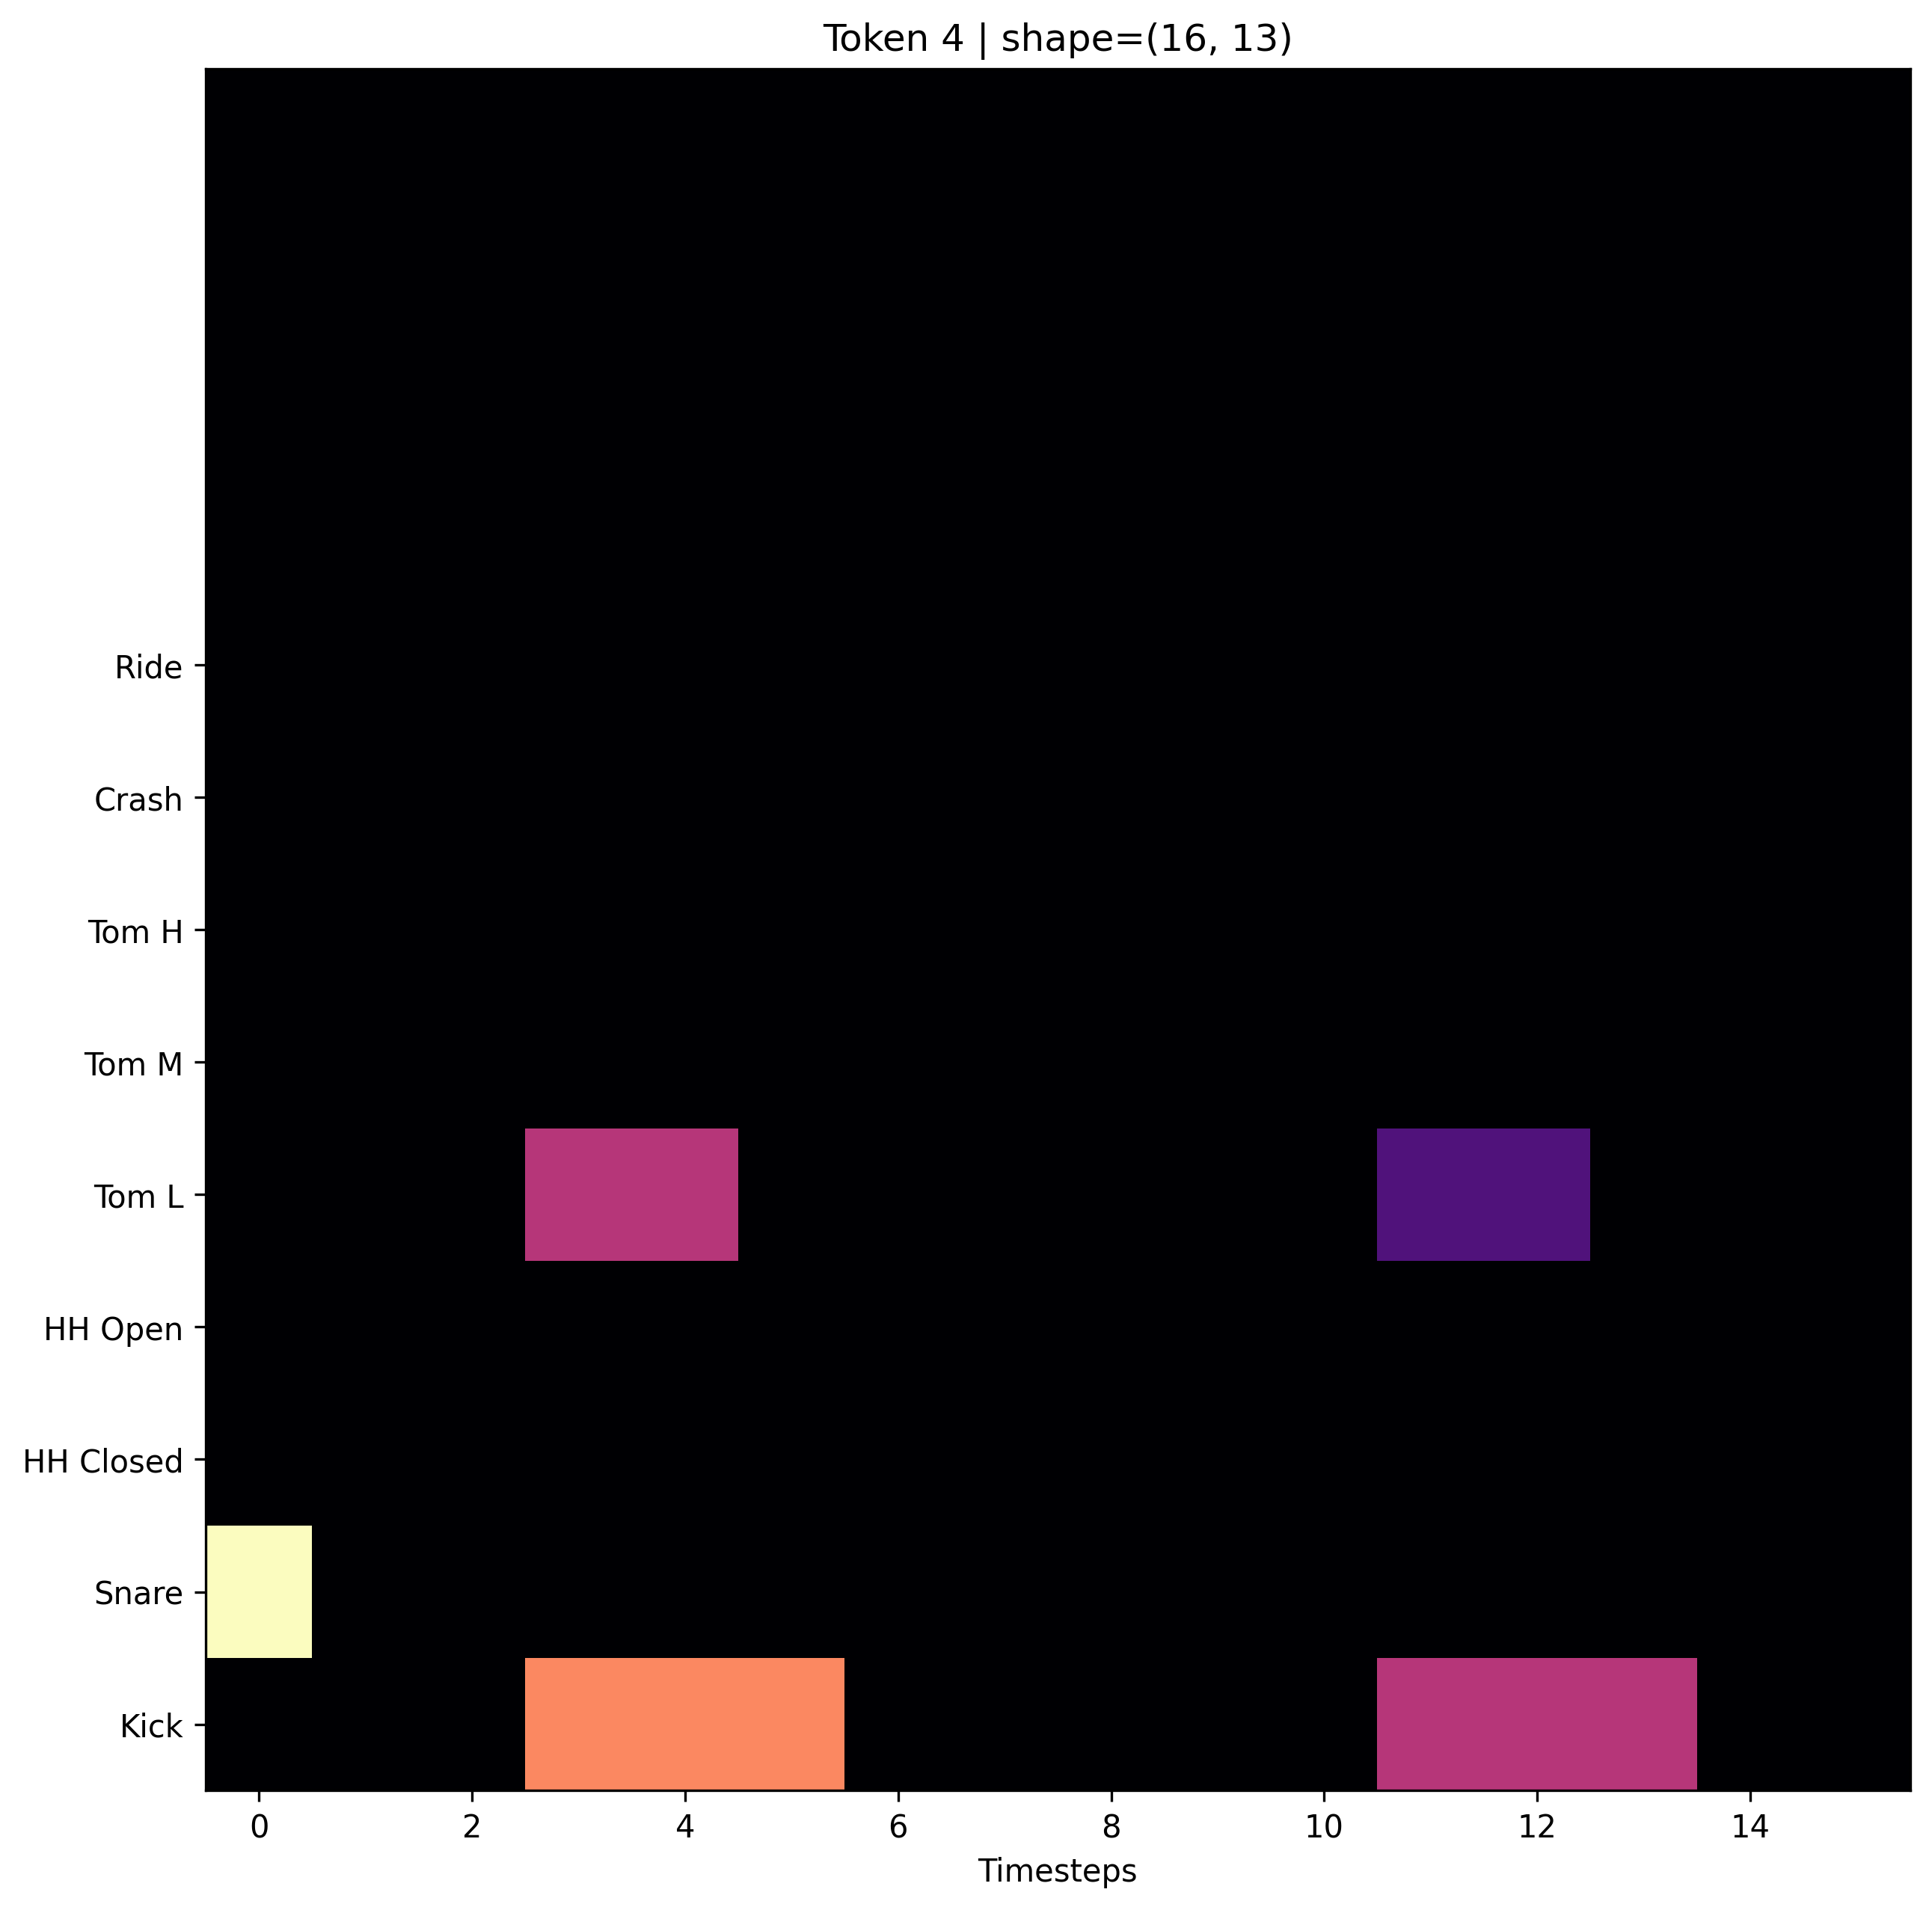 Token 4 | shape=(16, 13)
Ride
Crash
Tom H
Tom M
Tom L
HH Open
HH Closed
Snare
Kick
0 2 4 6 8 10 12 14
Timesteps